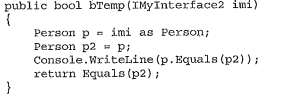 public bool bTemp(IMyInterface2 imi)
{
    Person p = imi as Person;
    Person p2 = p;
    Console.WriteLine(p.Equals(p2));
    return Equals(p2);
}